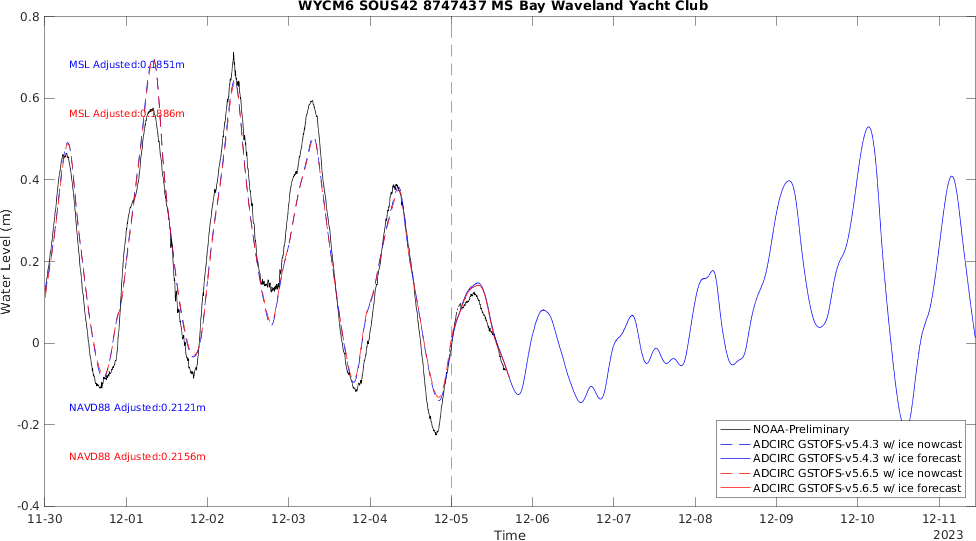 WYCM6 SOUS42 8747437 MS Bay Waveland Yacht Club
0.8
0.6
0.4
0.2
0
-0.2
-0.4
Water Level (m)
MSL Adjusted:0.1851m
MSL Adjusted:0.1886m
NAVD88 Adjusted:0.2121m
NAVD88 Adjusted:0.2156m
NOAA-Preliminary
ADCIRC GSTOFS-v5.4.3 w/ ice nowcast
ADCIRC GSTOFS-v5.4.3 w/ ice forecast
ADCIRC GSTOFS-v5.6.5 w/ ice nowcast
ADCIRC GSTOFS-v5.6.5 w/ ice forecast
11-30 12-01 12-02 12-03 12-04 12-05 12-06 12-07 12-08 12-09 12-10 12-11
Time
2023